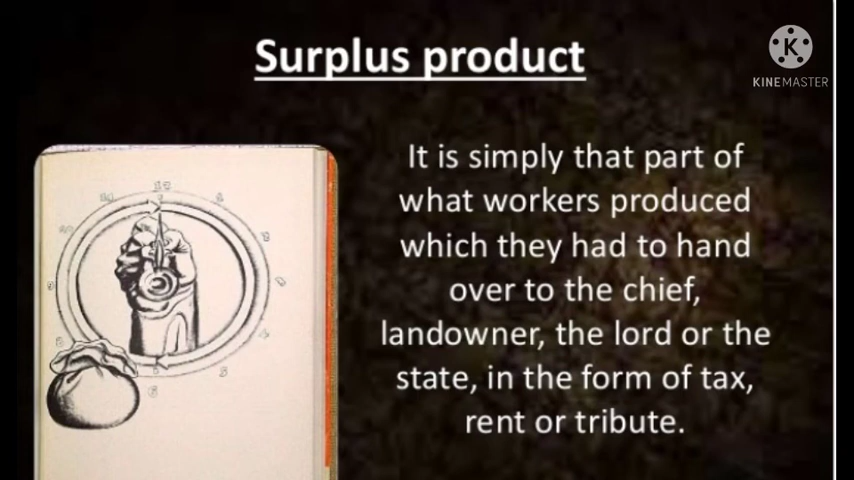 Surplus product
KINEMASTER
It is simply that part of
what workers produced
which they had to hand
over to the chief,
landowner, the lord or the
state, in the form of tax,
rent or tribute.